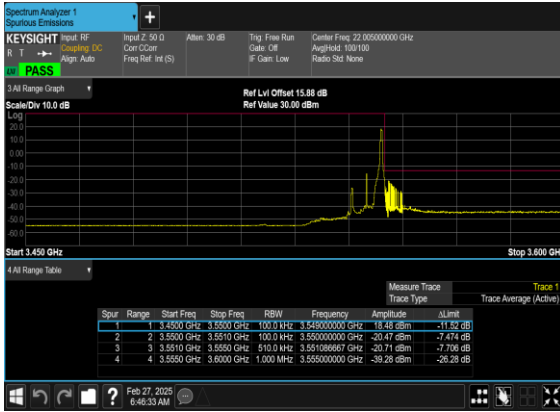 Spectrum Analyzer 1
Spurious Emissions
KEYSIGHT
R T
Input: RF
Coupling: DC
Align: Auto
Input Z: 50 Ω
Corr CCorr
Freq Ref: Int (S)
Atten: 30 dB
Trig: Free Run
Gate: Off
IF Gain: Low
Center Freq: 22.005000000 GHz
Avg|Hold: 100/100
Radio Std: None
PASS
3 All Range Graph
Scale/Div 10.0 dB
Ref Lvl Offset 15.88 dB
Ref Value 30.00 dBm
Log
20.0
10.0
0.00
-10.0
-20.0
-30.0
-40.0
-50.0
-60.0
Start 3.450 GHz
Stop 3.600 GH
4 All Range Table
Measure Trace Trace 1
Trace Type Trace Average (Active)
Spur Range Start Freq Stop Freq RBW Frequency Amplitude ΔLimit
1 1 3.4500 GHz 3.5500 GHz 100.0 kHz 3.549000000 GHz 18.48 dBm -11.52 dB
2 2 3.5500 GHz 3.5510 GHz 100.0 kHz 3.550000000 GHz -20.47 dBm -7.474 dB
3 3 3.5510 GHz 3.5550 GHz 510.0 kHz 3.551086667 GHz -20.71 dBm -7.706 dB
4 4 3.5550 GHz 3.6000 GHz 1.000 MHz 3.555000000 GHz -39.28 dBm -26.28 dB
Feb 27, 2025
6:46:33 AM